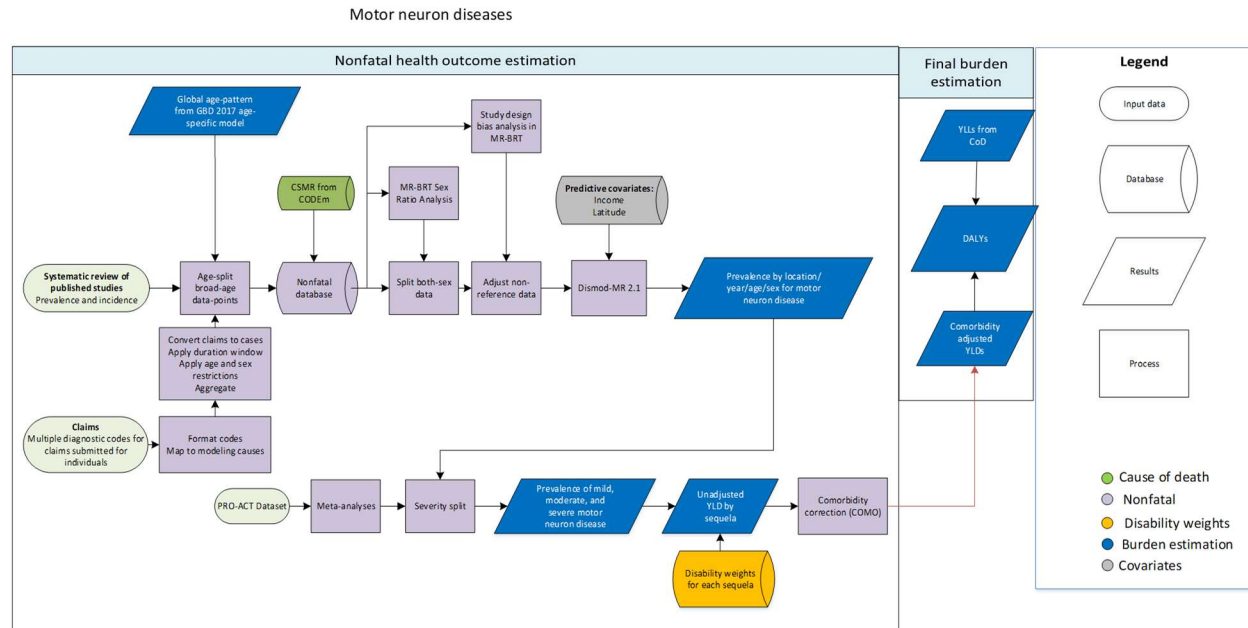 Motor neuron diseases
Nonfatal health outcome estimation
Final burden
estimation
Legend
Global age-pattern
from GBD 2017 age-
specific model
Study design
bias analysis in
MR-BRT
CSMR from
CODEm
MR-BRT Sex
Ratio Analysis
Predictive covariates:
Income
Latitude
Systematic review of
published studies
Prevalence and incidence
Age-split
broad-age
data-points
Nonfatal
database
Split both-sex
data
Adjust non-
reference data
Dismod-MR 2.1
Prevalence by location/
year/age/sex for motor
neuron disease
Convert claims to cases
Apply duration window
Apply age and sex
restrictions
Aggregate
Claims
Multiple diagnostic codes for
claims submitted for
individuals
Format codes
Map to modeling causes
PRO-ACT Dataset
Meta-analyses
Severity split
Prevalence of mild,
moderate, and
severe motor
neuron disease
Unadjusted
YLD by
sequela
Comorbidity
correction (COMO)
Disability weights
for each sequela
YLLs from
CoD
DALYs
Comorbidity
adjusted
YLDs
Input data
Database
Results
Process
Cause of death
Nonfatal
Disability weights
Burden estimation
Covariates